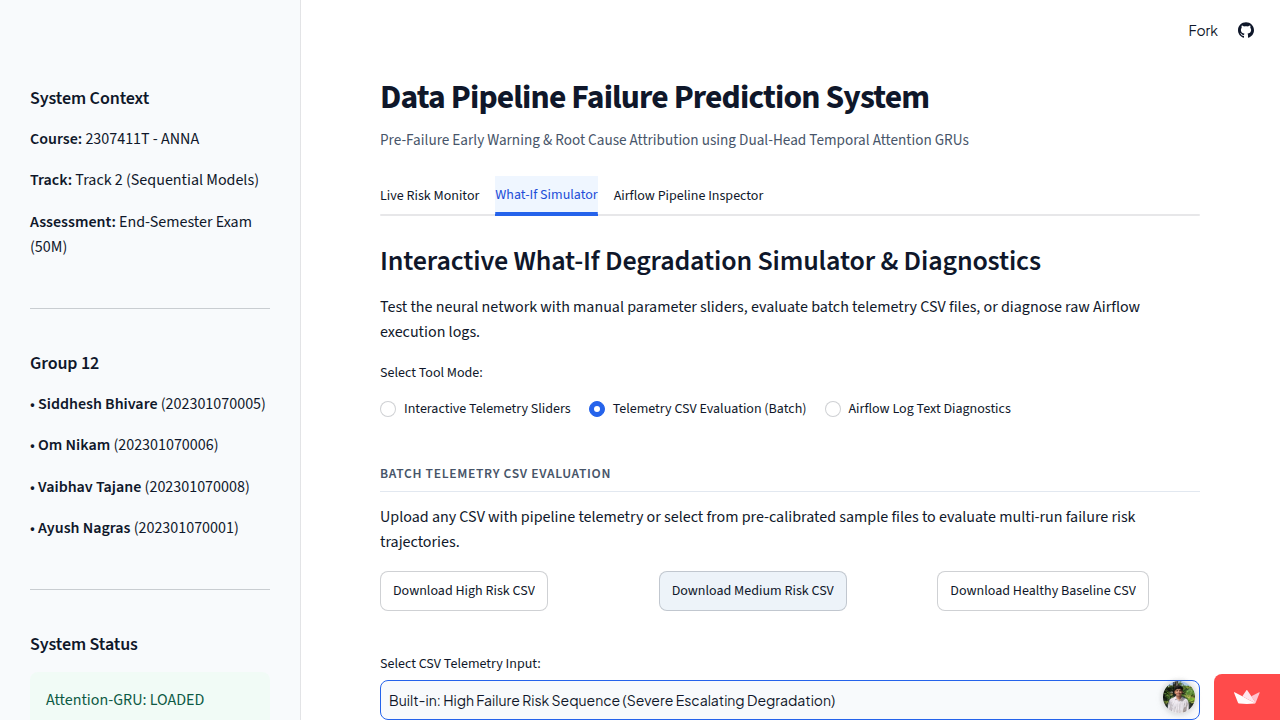 Fork
System Context
Course: 2307411T - ANNA
Track: Track 2 (Sequential Models)
Assessment: End-Semester Exam
(50M)
Group 12
• Siddhesh Bhivare (202301070005)
• Om Nikam (202301070006)
• Vaibhav Tajane (202301070008)
• Ayush Nagras (202301070001)
System Status
Attention-GRU: LOADED
Data Pipeline Failure Prediction System
Pre-Failure Early Warning & Root Cause Attribution using Dual-Head Temporal Attention GRUs
Live Risk Monitor
What-If Simulator
Airflow Pipeline Inspector
Interactive What-If Degradation Simulator & Diagnostics
Test the neural network with manual parameter sliders, evaluate batch telemetry CSV files, or diagnose raw Airflow
execution logs.
Select Tool Mode:
Interactive Telemetry Sliders
Telemetry CSV Evaluation (Batch)
Airflow Log Text Diagnostics
BATCH TELEMETRY CSV EVALUATION
Upload any CSV with pipeline telemetry or select from pre-calibrated sample files to evaluate multi-run failure risk
trajectories.
Download High Risk CSV
Download Medium Risk CSV
Download Healthy Baseline CSV
Select CSV Telemetry Input:
Built-in: High Failure Risk Sequence (Severe Escalating Degradation)